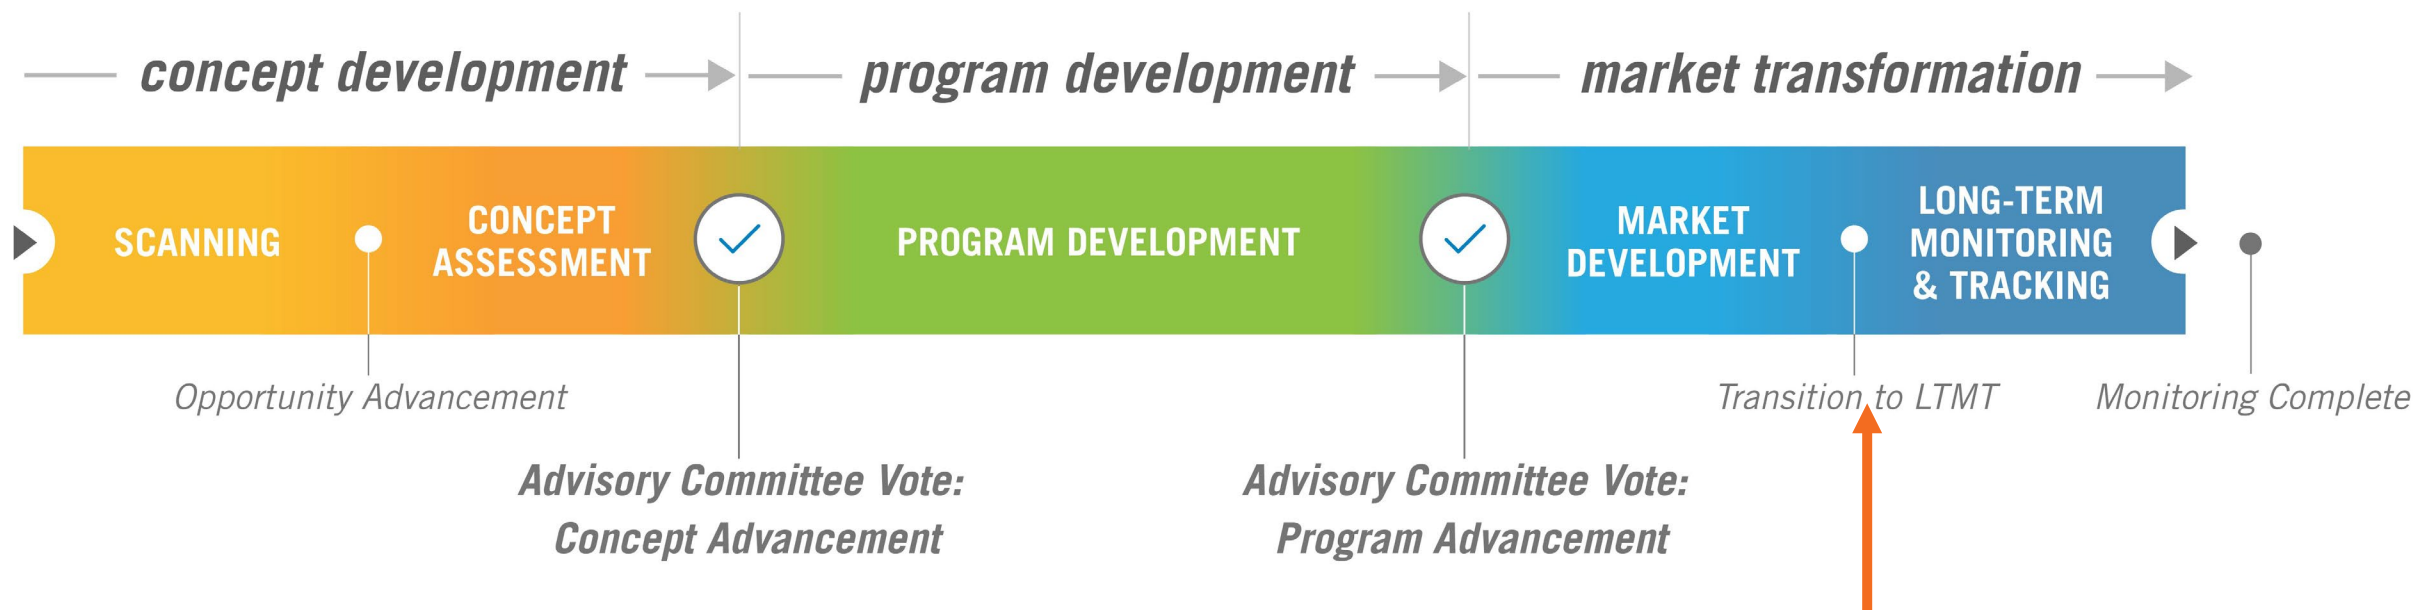 concept development
program development
market transformation
SCANNING
CONCEPT
ASSESSMENT
PROGRAM DEVELOPMENT
MARKET
DEVELOPMENT
LONG-TERM
MONITORING
& TRACKING
Opportunity Advancement
Transition to LTMT
Monitoring Complete
Advisory Committee Vote:
Concept Advancement
Advisory Committee Vote:
Program Advancement